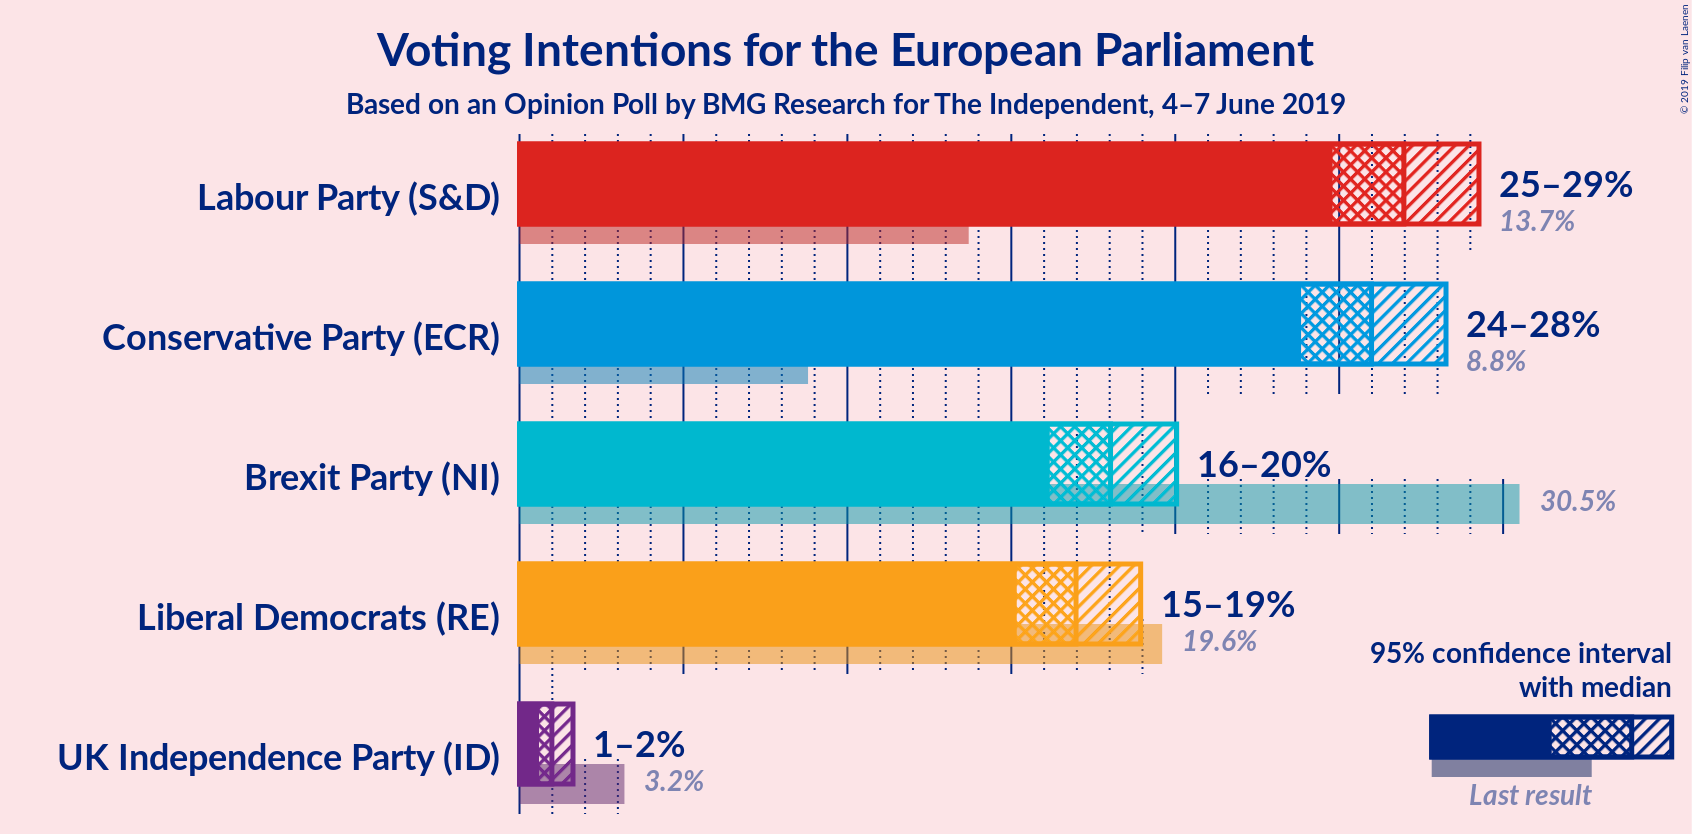 Voting Intentions for the European Parliament
Based on an Opinion Poll by BMG Research for The Independent, 4–7 June 2019
© 2019 Filip van Laenen
Labour Party (S&D)
25–29%
13.7%
Conservative Party (ECR)
24–28%
8.8%
Brexit Party (NI)
16–20%
30.5%
Liberal Democrats (RE)
15–19%
19.6%
UK Independence Party (ID)
1–2%
3.2%
95% confidence interval
with median
Last result